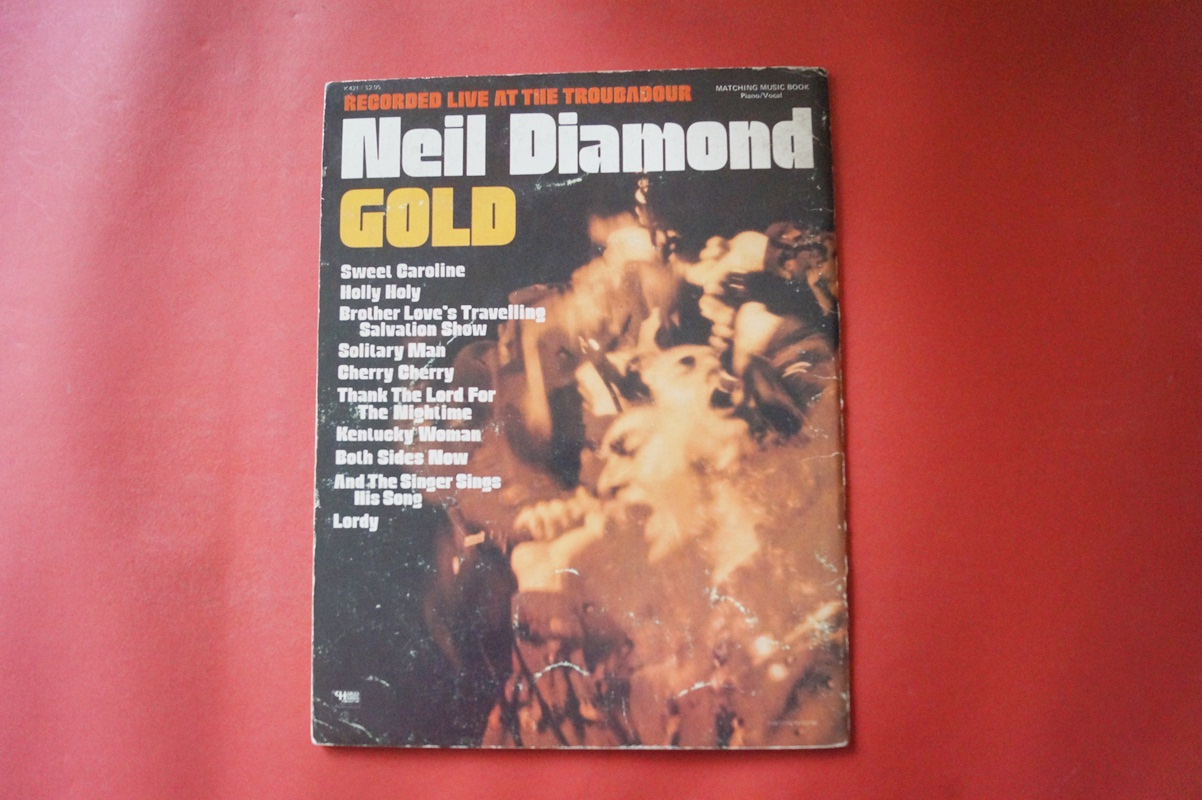 RECORDED LIVE AT THE TROUBADOUR
MATCHING MUSIC BOOK
Piano/Vocal
Neil Diamond
GOLD
Sweet Caroline
Holly Holy
Brother Love's Travelling
Salvation Show
Solitary Man
Cherry Cherry
Thank The Lord For
The Nightime
Kentucky Woman
Both Sides Now
And The Singer Sings
His Song
Lordy